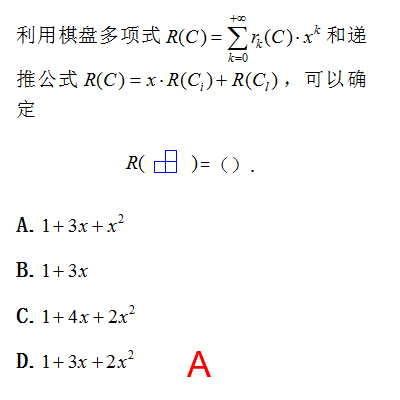 利用棋盘多项式 R(C) = \sum_{k=0}^{+\infty} r_k(C) \cdot x^k 和递
推公式 R(C) = x \cdot R(C_i) + R(C_l) ，可以确
定
R( )= （）.
A. 1+3x+x^2
B. 1+3x
C. 1+4x+2x^2
D. 1+3x+2x^2
A